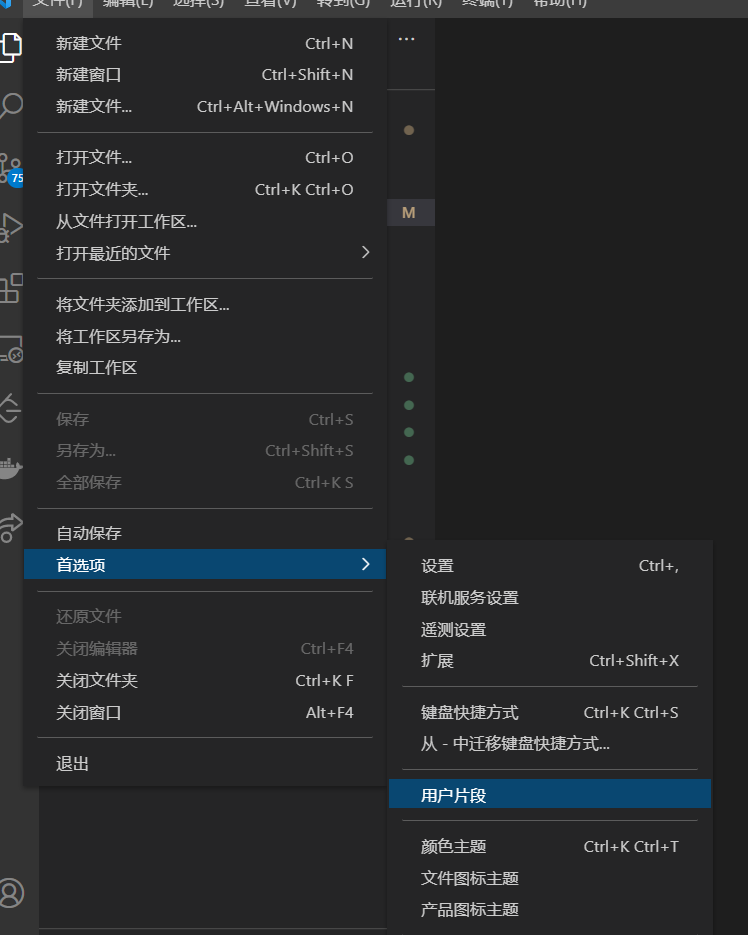 文件(F) 编辑(E) 选择(S) 查看(V) 转到(G) 运行(R) 终端(T) 帮助(H)
新建文件 Ctrl+N
新建窗口 Ctrl+Shift+N
新建文件... Ctrl+Alt+Windows+N
打开文件... Ctrl+O
打开文件夹... Ctrl+K Ctrl+O
从文件打开工作区...
打开最近的文件
将文件夹添加到工作区...
将工作区另存为...
复制工作区
保存 Ctrl+S
另存为... Ctrl+Shift+S
全部保存 Ctrl+K S
自动保存
首选项
还原文件
关闭编辑器 Ctrl+F4
关闭文件夹 Ctrl+K F
关闭窗口 Alt+F4
退出
75
...
M
设置 Ctrl+,
联机服务设置
遥测设置
扩展 Ctrl+Shift+X
键盘快捷方式 Ctrl+K Ctrl+S
从 - 中迁移键盘快捷方式...
用户片段
颜色主题 Ctrl+K Ctrl+T
文件图标主题
产品图标主题